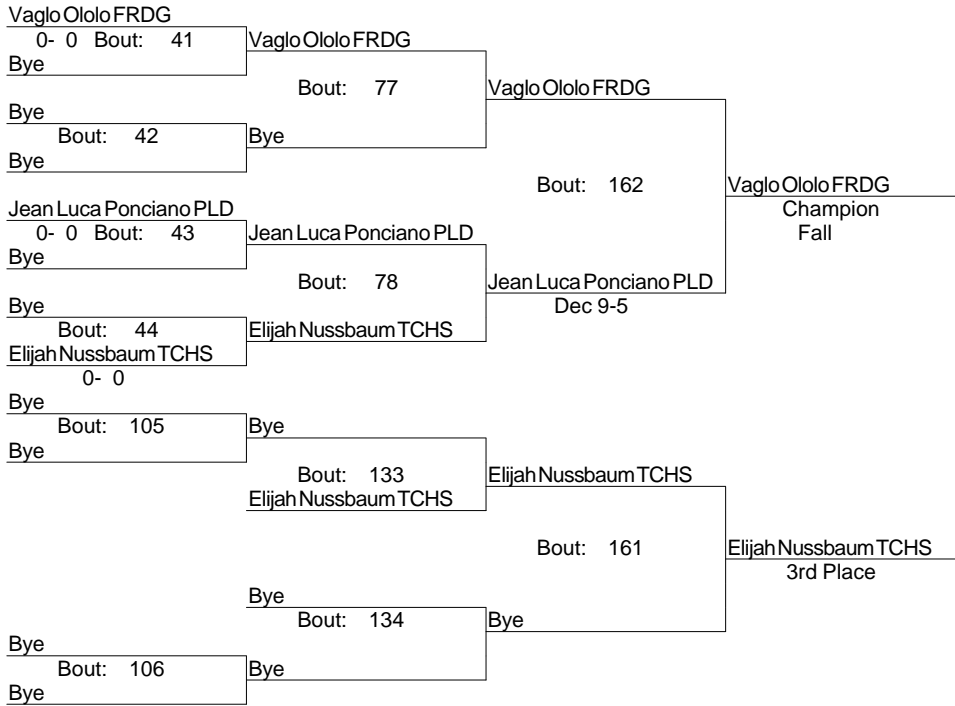 Vaglo Ololo FRDG
0- 0 Bout: 41
Vaglo Ololo FRDG
Bye
Bout: 77
Vaglo Ololo FRDG
Bye
Bout: 42
Bye
Bye
Bout: 162
Vaglo Ololo FRDG
Champion
Fall
Jean Luca Ponciano PLD
0- 0 Bout: 43
Jean Luca Ponciano PLD
Bye
Bout: 78
Jean Luca Ponciano PLD
Dec 9-5
Bye
Bout: 44
Elijah Nussbaum TCHS
Elijah Nussbaum TCHS
0- 0
Bye
Bout: 105
Bye
Bye
Bout: 133
Elijah Nussbaum TCHS
Elijah Nussbaum TCHS
Bout: 161
Elijah Nussbaum TCHS
3rd Place
Bye
Bout: 134
Bye
Bye
Bout: 106
Bye
Bye